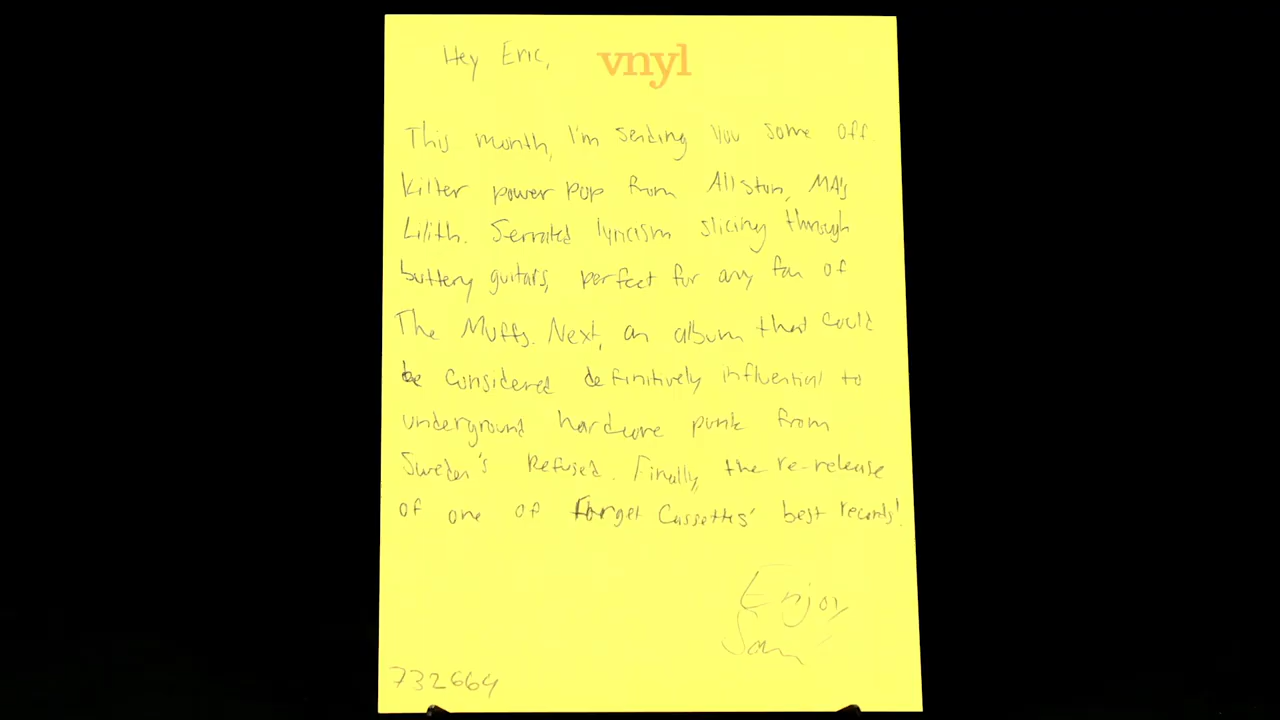 Hey Eric,
vnyl
This month, I'm sending you some off
Kilter power pop from Allston, MA's
Lilith. Serrated lyricism slicing through
buttery guitars, perfect for any fan of
The Muffs. Next, an album that could
be considered definitively influential to
underground hardcore punk from
Sweden's Refused. Finally, the re-release
of one of Forget Cassettes' best records!
Enjoy
Sam
732664